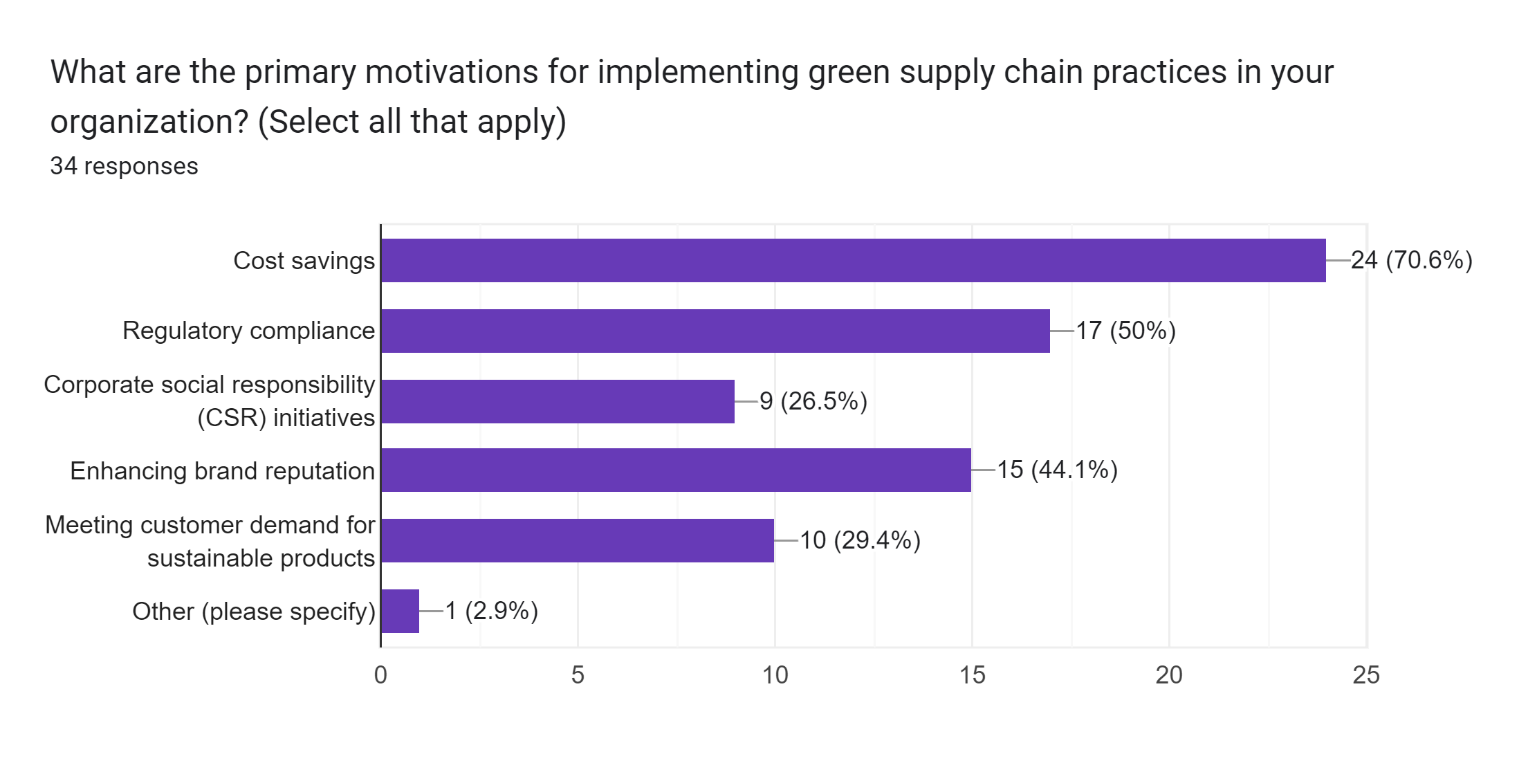 What are the primary motivations for implementing green supply chain practices in your
organization? (Select all that apply)
34 responses
Cost savings
24 (70.6%)
Regulatory compliance
17 (50%)
Corporate social responsibility
(CSR) initiatives
9 (26.5%)
Enhancing brand reputation
15 (44.1%)
Meeting customer demand for
sustainable products
10 (29.4%)
Other (please specify)
1 (2.9%)
0 5 10 15 20 25